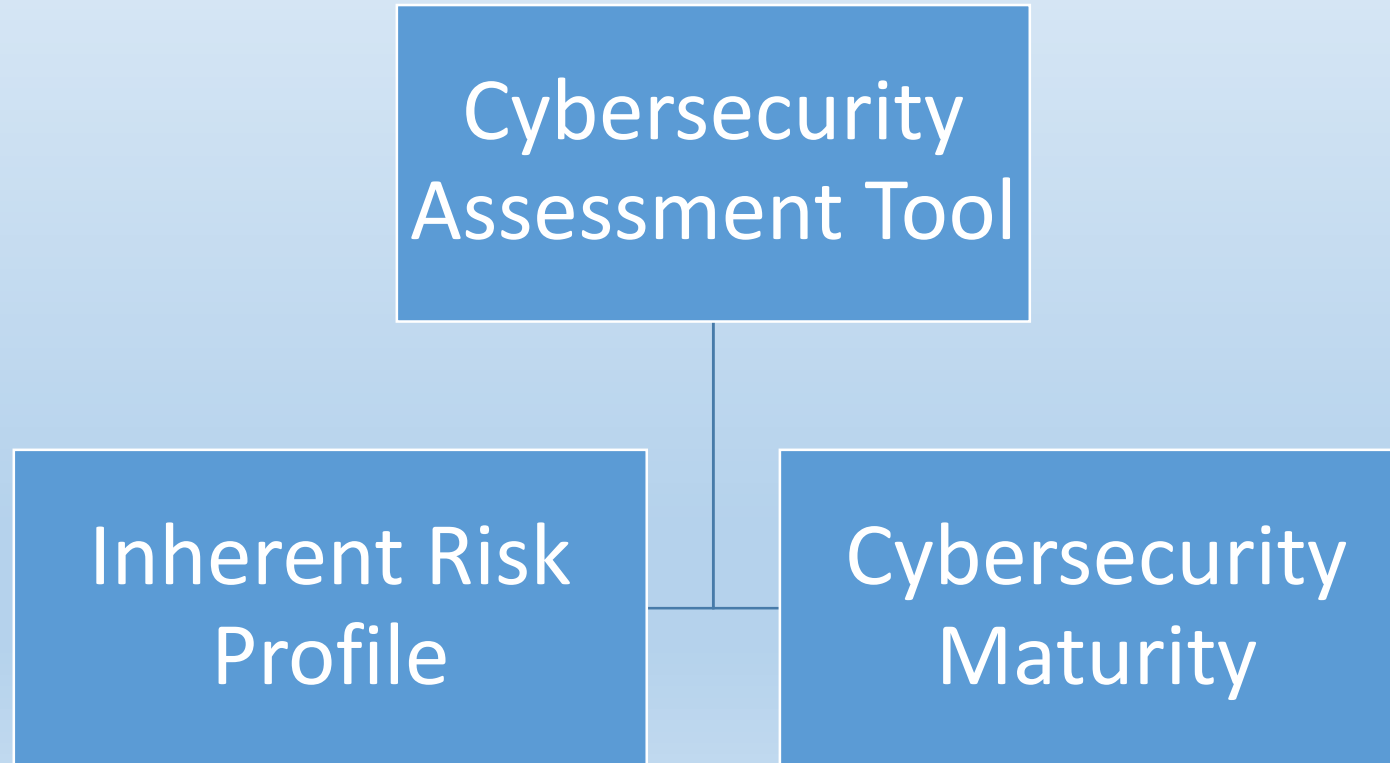 Cybersecurity
Assessment Tool
Inherent Risk
Profile
Cybersecurity
Maturity